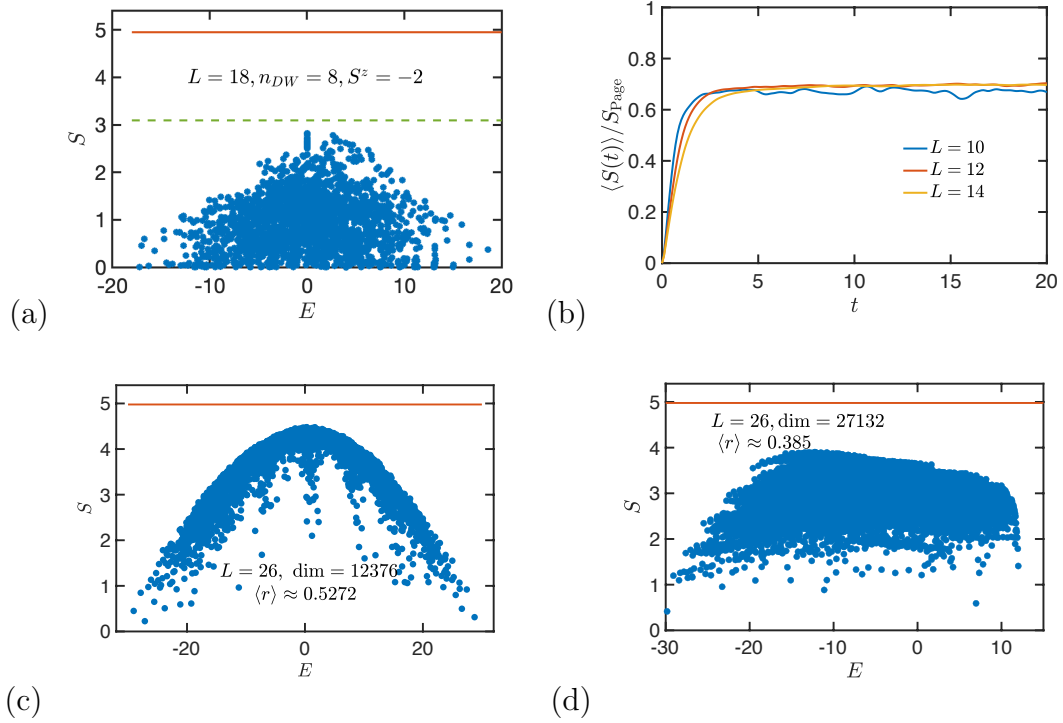 5
4
3
2
1
0
S
L = 18, n_{DW} = 8, S^z = −2
-20
-10
0
10
20
E
(a)
1
0.8
0.6
0.4
0.2
0
⟨S(t)⟩/S_{Page}
L = 10
L = 12
L = 14
0
5
10
15
20
t
(b)
5
4
3
2
1
0
S
L = 26, dim = 12376
⟨r⟩ ≈ 0.5272
-20
0
20
E
(c)
5
4
3
2
1
0
S
L = 26, dim = 27132
⟨r⟩ ≈ 0.385
-30
-20
-10
0
10
E
(d)